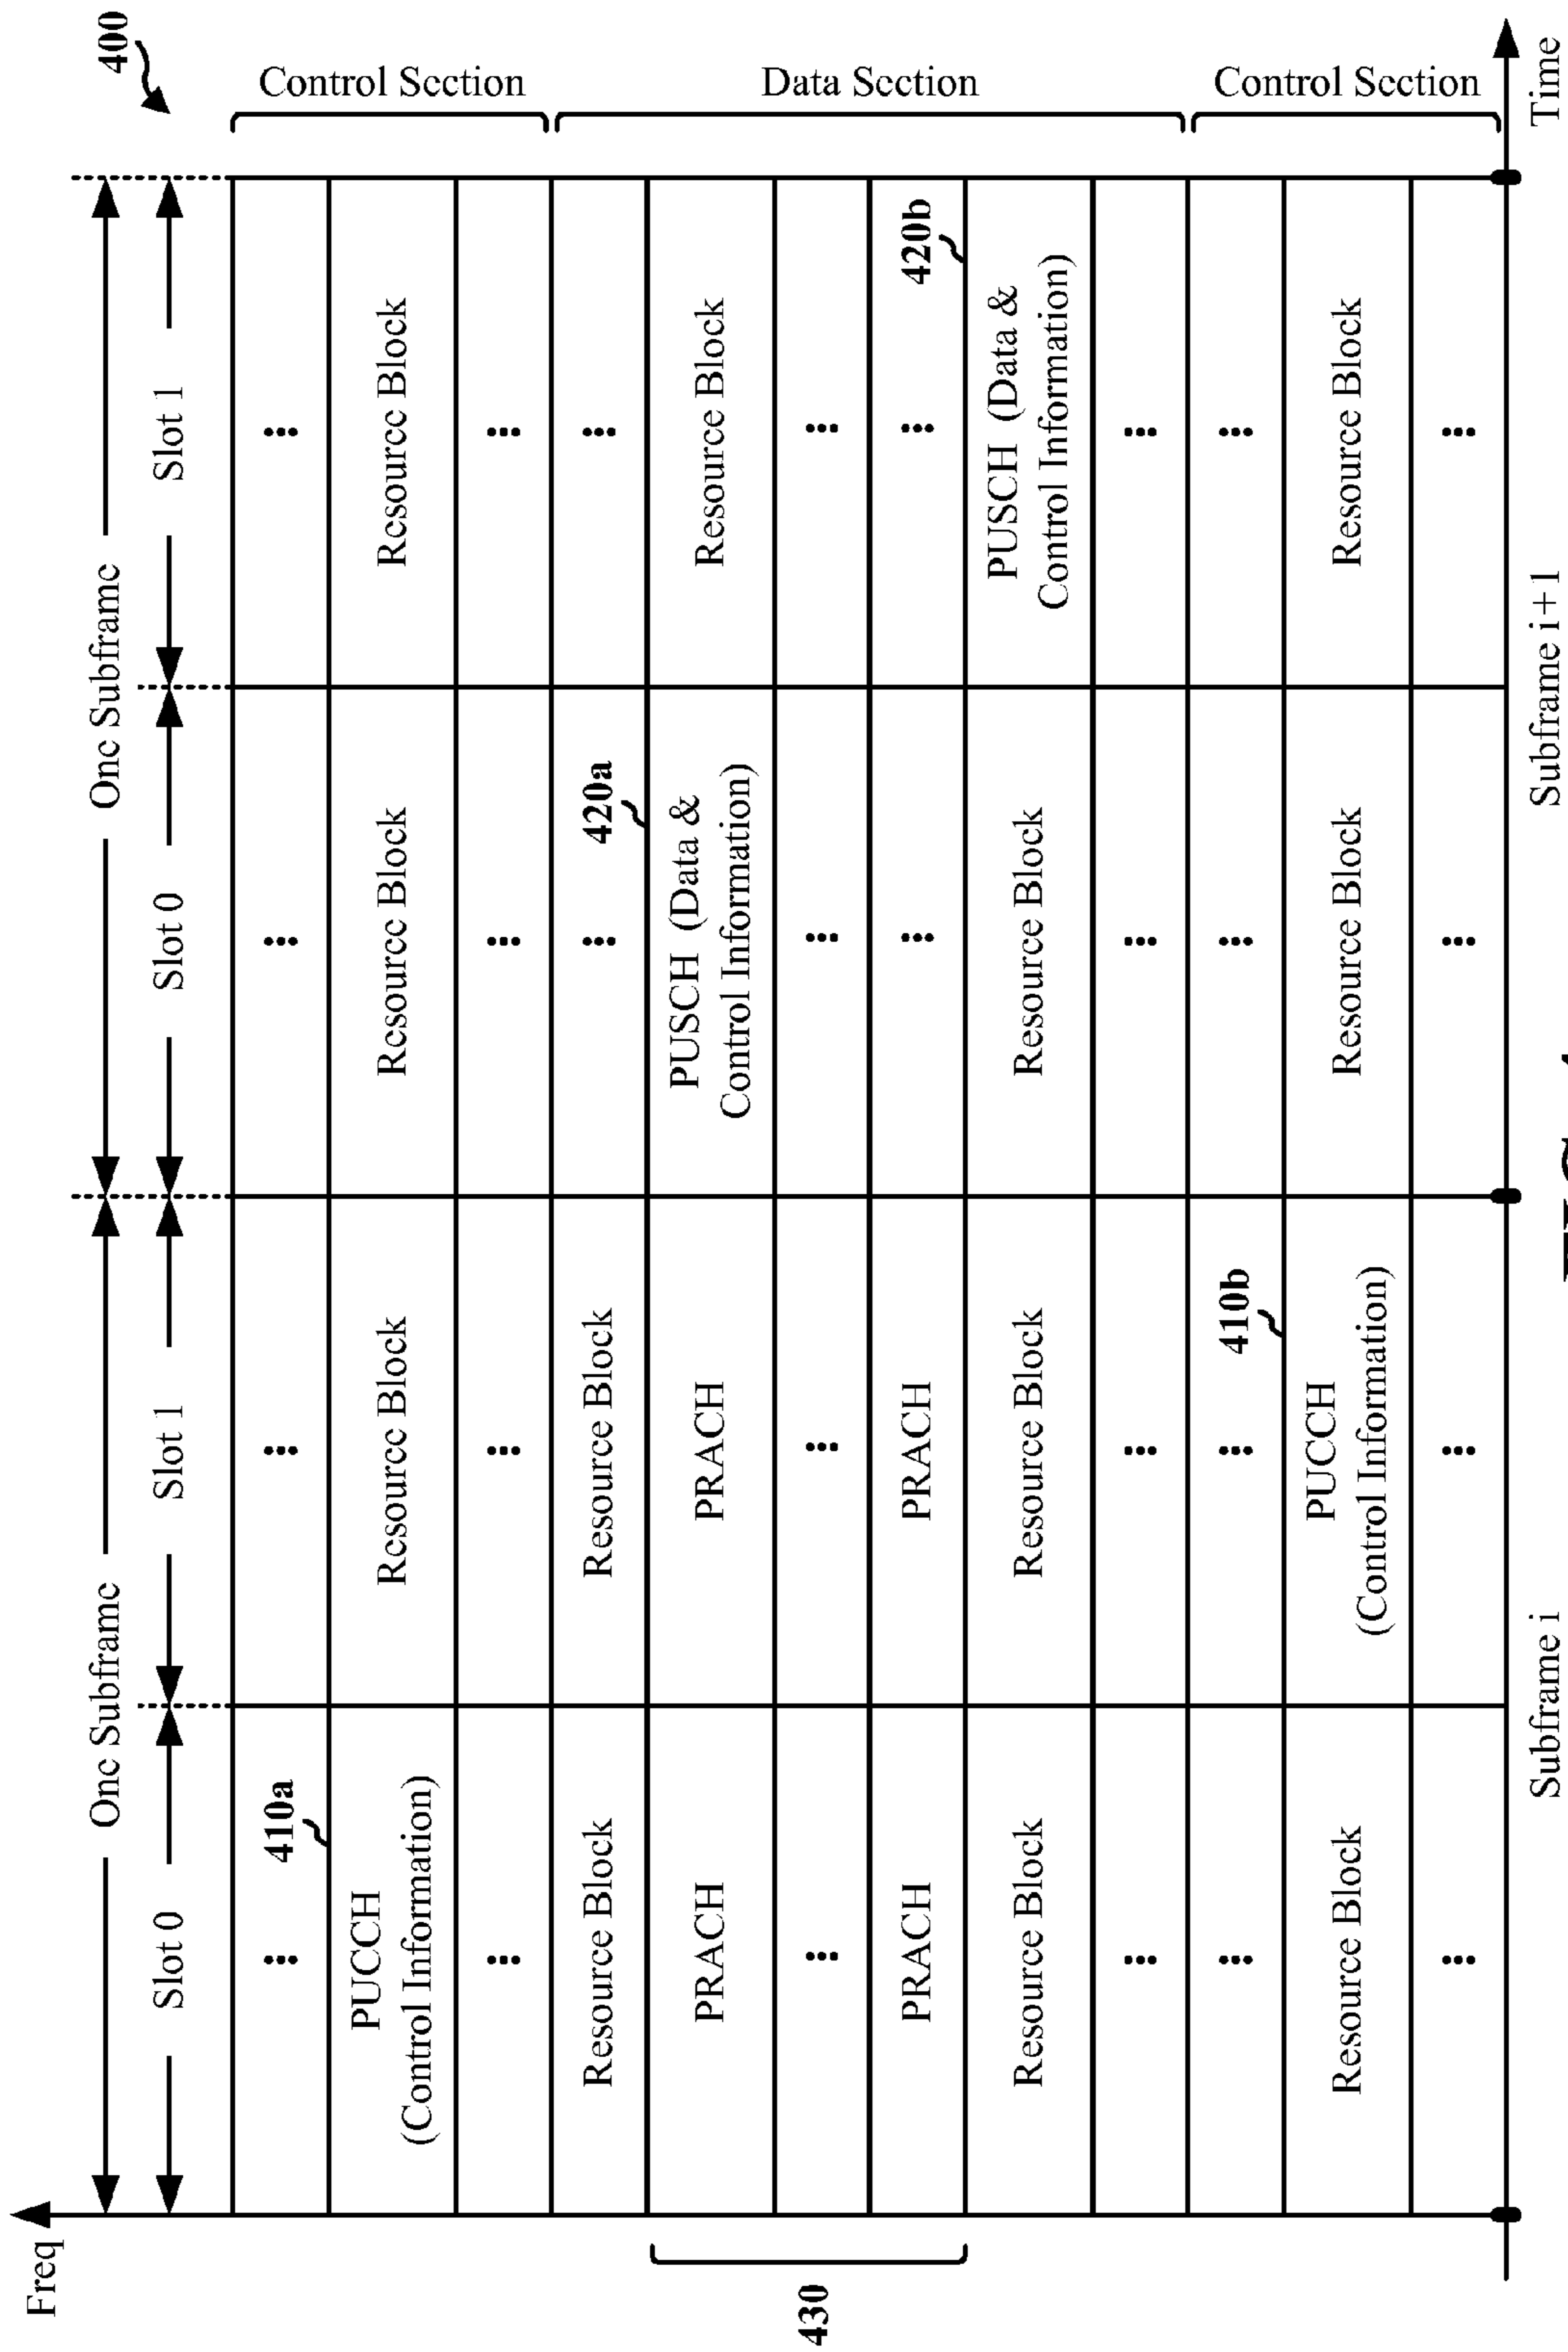 400
Freq
One Subframe
One Subframe
Slot 0
Slot 1
Slot 0
Slot 1
Control Section
410a
PUCCH
(Control Information)
Resource Block
Resource Block
Resource Block
Data Section
Resource Block
Resource Block
420a
430
PRACH
PRACH
PUSCH (Data &
Control Information)
Resource Block
PRACH
PRACH
420b
Resource Block
Resource Block
Resource Block
PUSCH (Data &
Control Information)
Control Section
410b
Resource Block
PUCCH
(Control Information)
Resource Block
Resource Block
Subframe i
Subframe i+1
Time